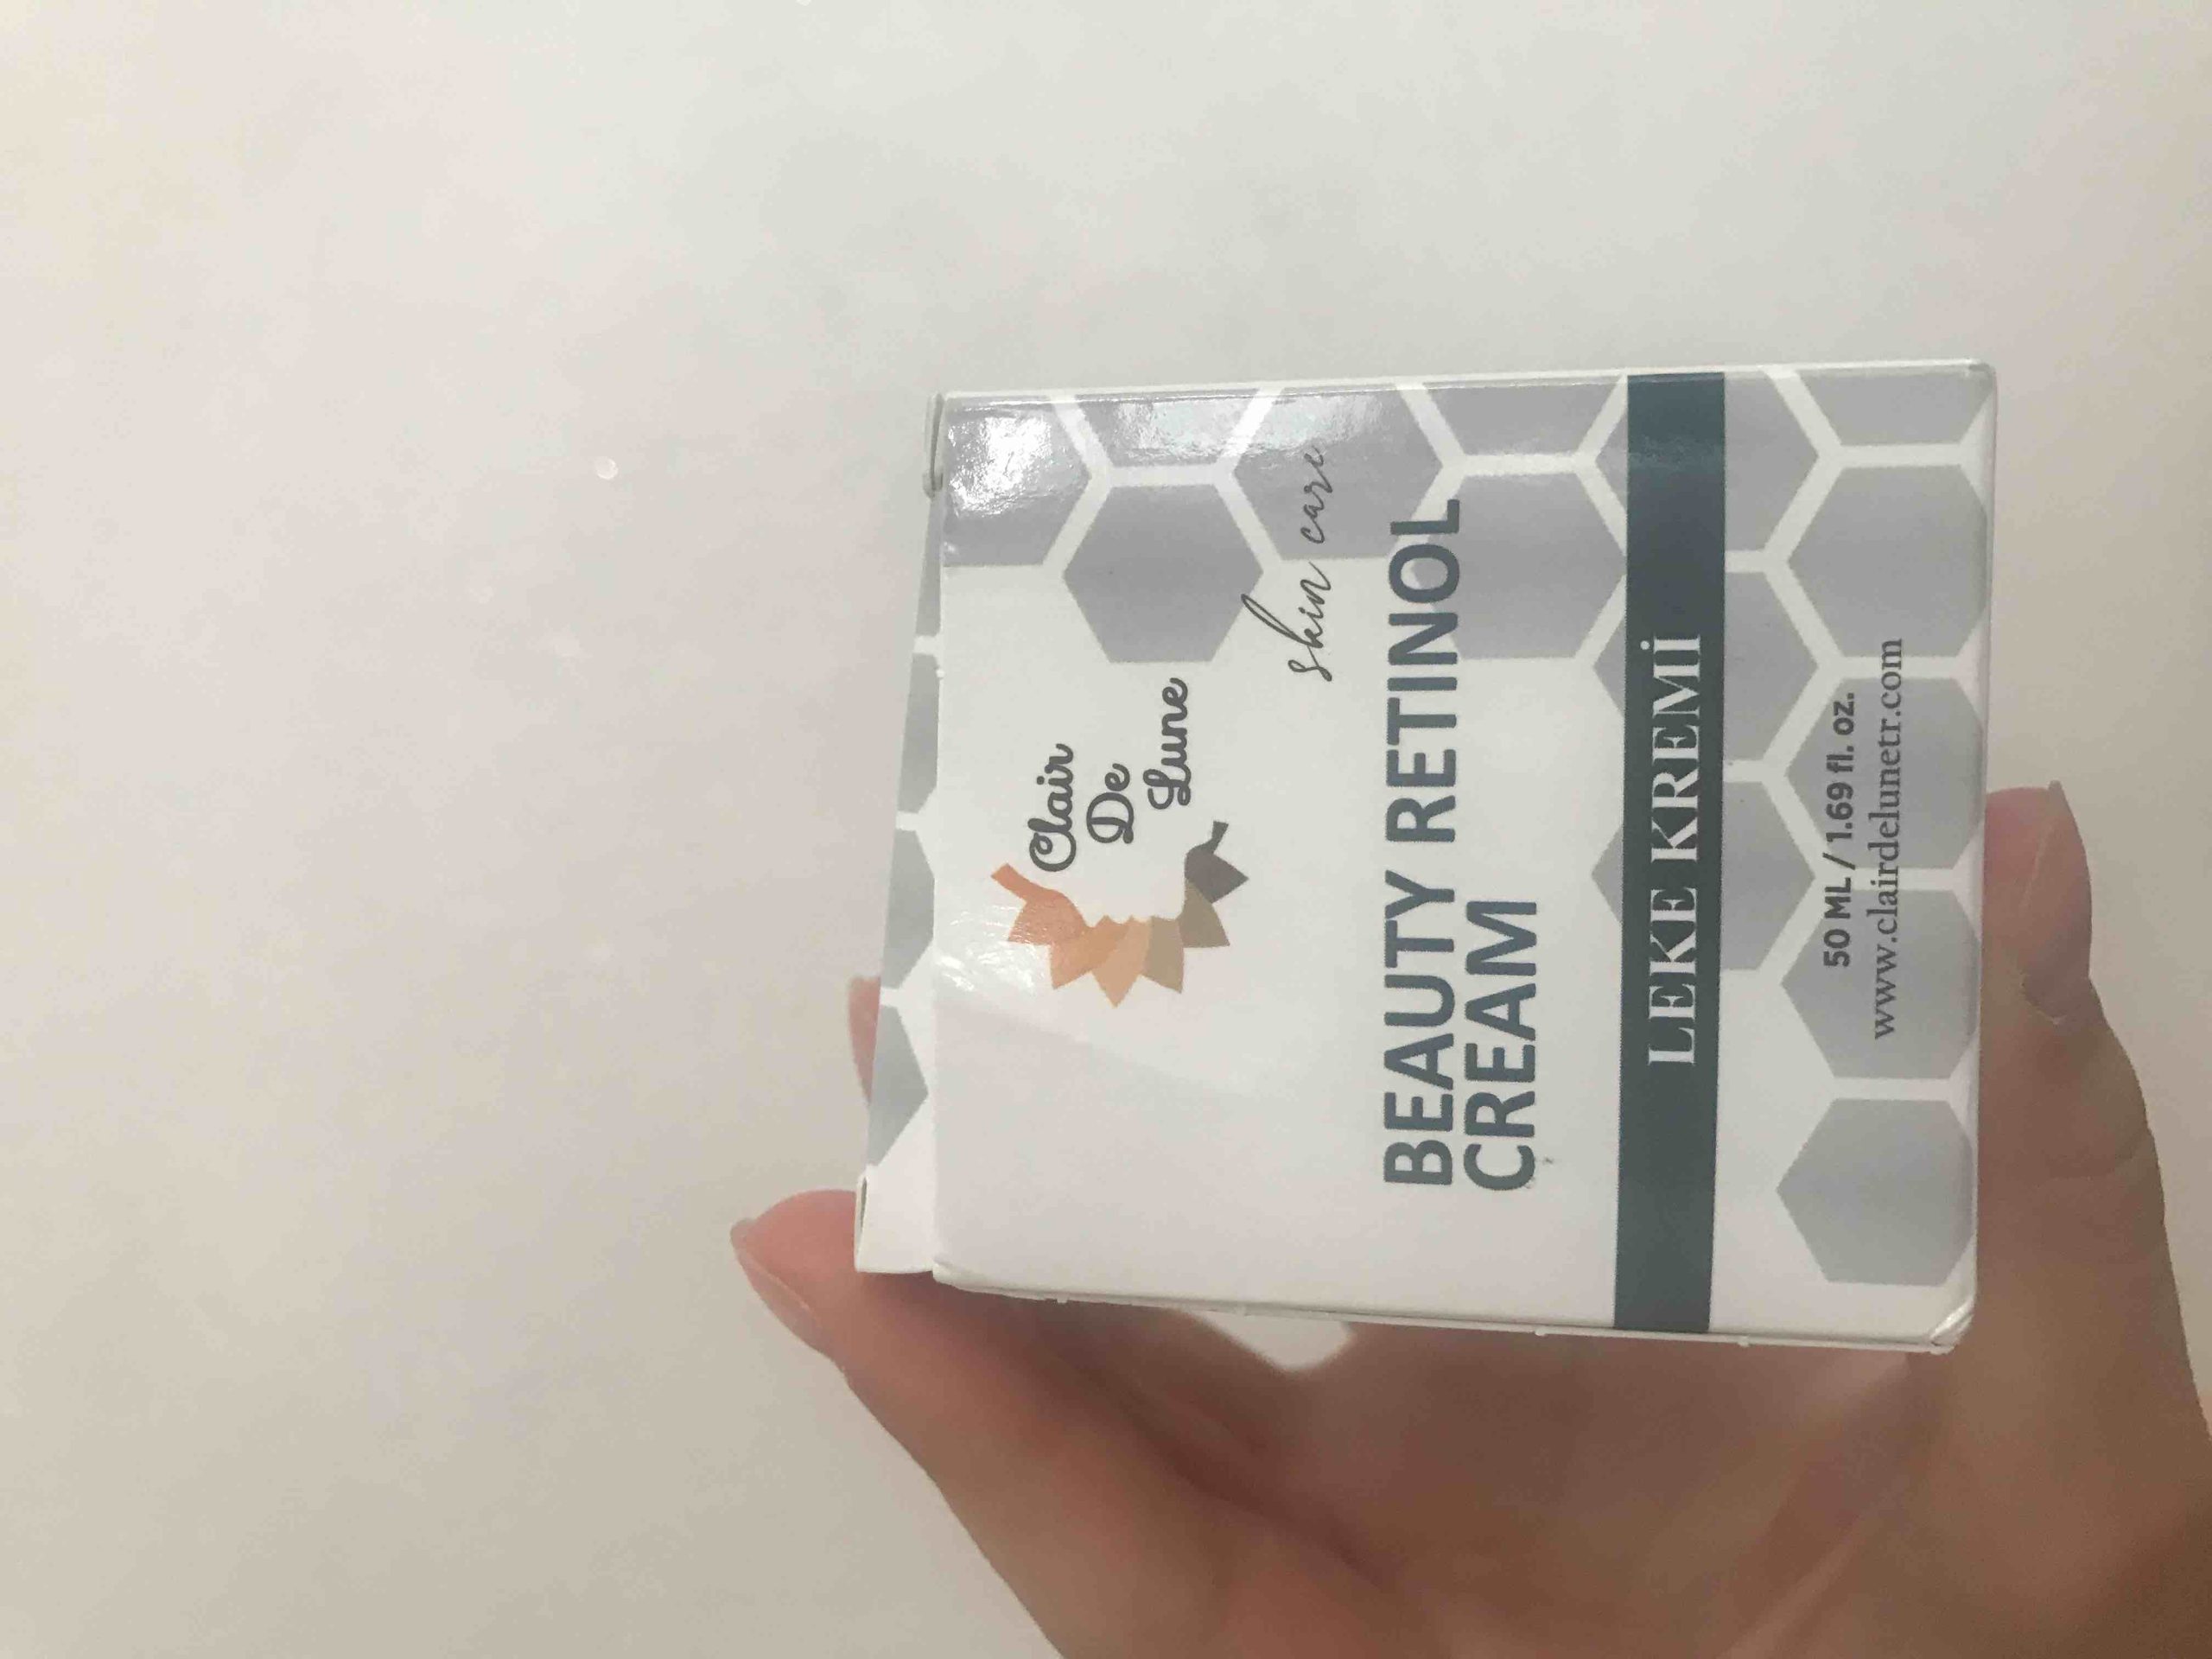 Clair
De
Lune
skin care
BEAUTY RETINOL
CREAM
LEKE KREMİ
50 ML / 1.69 fl. oz.
www.clairdelunetr.com